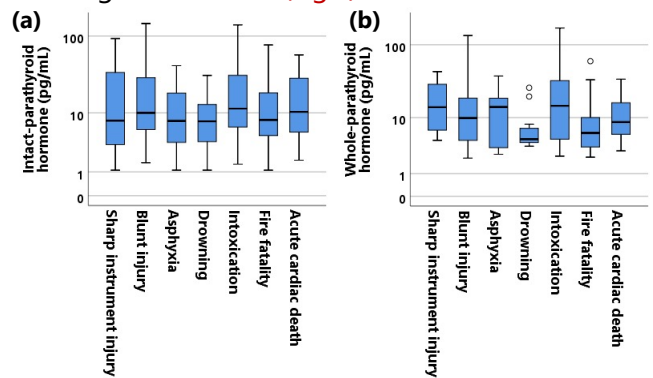 (a)
Intact-parathyroid
hormone (pg/mL)
100
10
1
0
Sharp instrument injury
Blunt injury
Asphyxia
Drowning
Intoxication
Fire fatality
Acute cardiac death
(b)
Whole-parathyroid
hormone (pg/mL)
100
10
1
0
Sharp instrument injury
Blunt injury
Asphyxia
Drowning
Intoxication
Fire fatality
Acute cardiac death